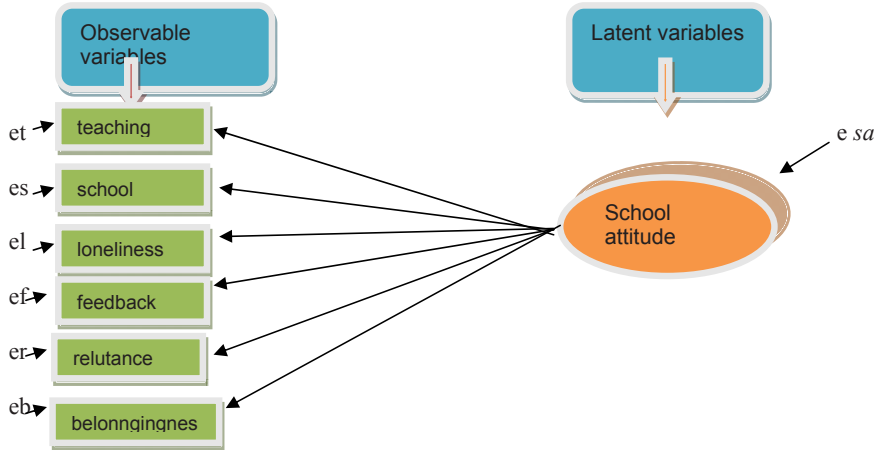 Observable
variables
Latent variables
et
teaching
e sa
es
school
School
attitude
el
loneliness
ef
feedback
er
relutance
eb
belonngingnes